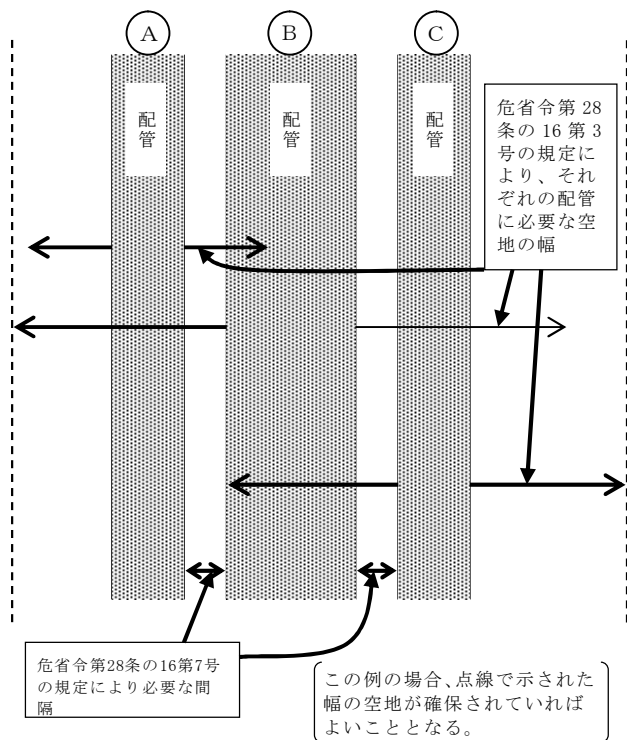 A
B
C
配管
配管
配管
危省令第 28
条の 16 第 3
号の規定に
より、それ
ぞれの配管
に必要な空
地の幅
危省令第28条の16第7号
の規定により必要な間
隔
この例の場合、点線で示された
幅の空地が確保されていれば
よいこととなる。